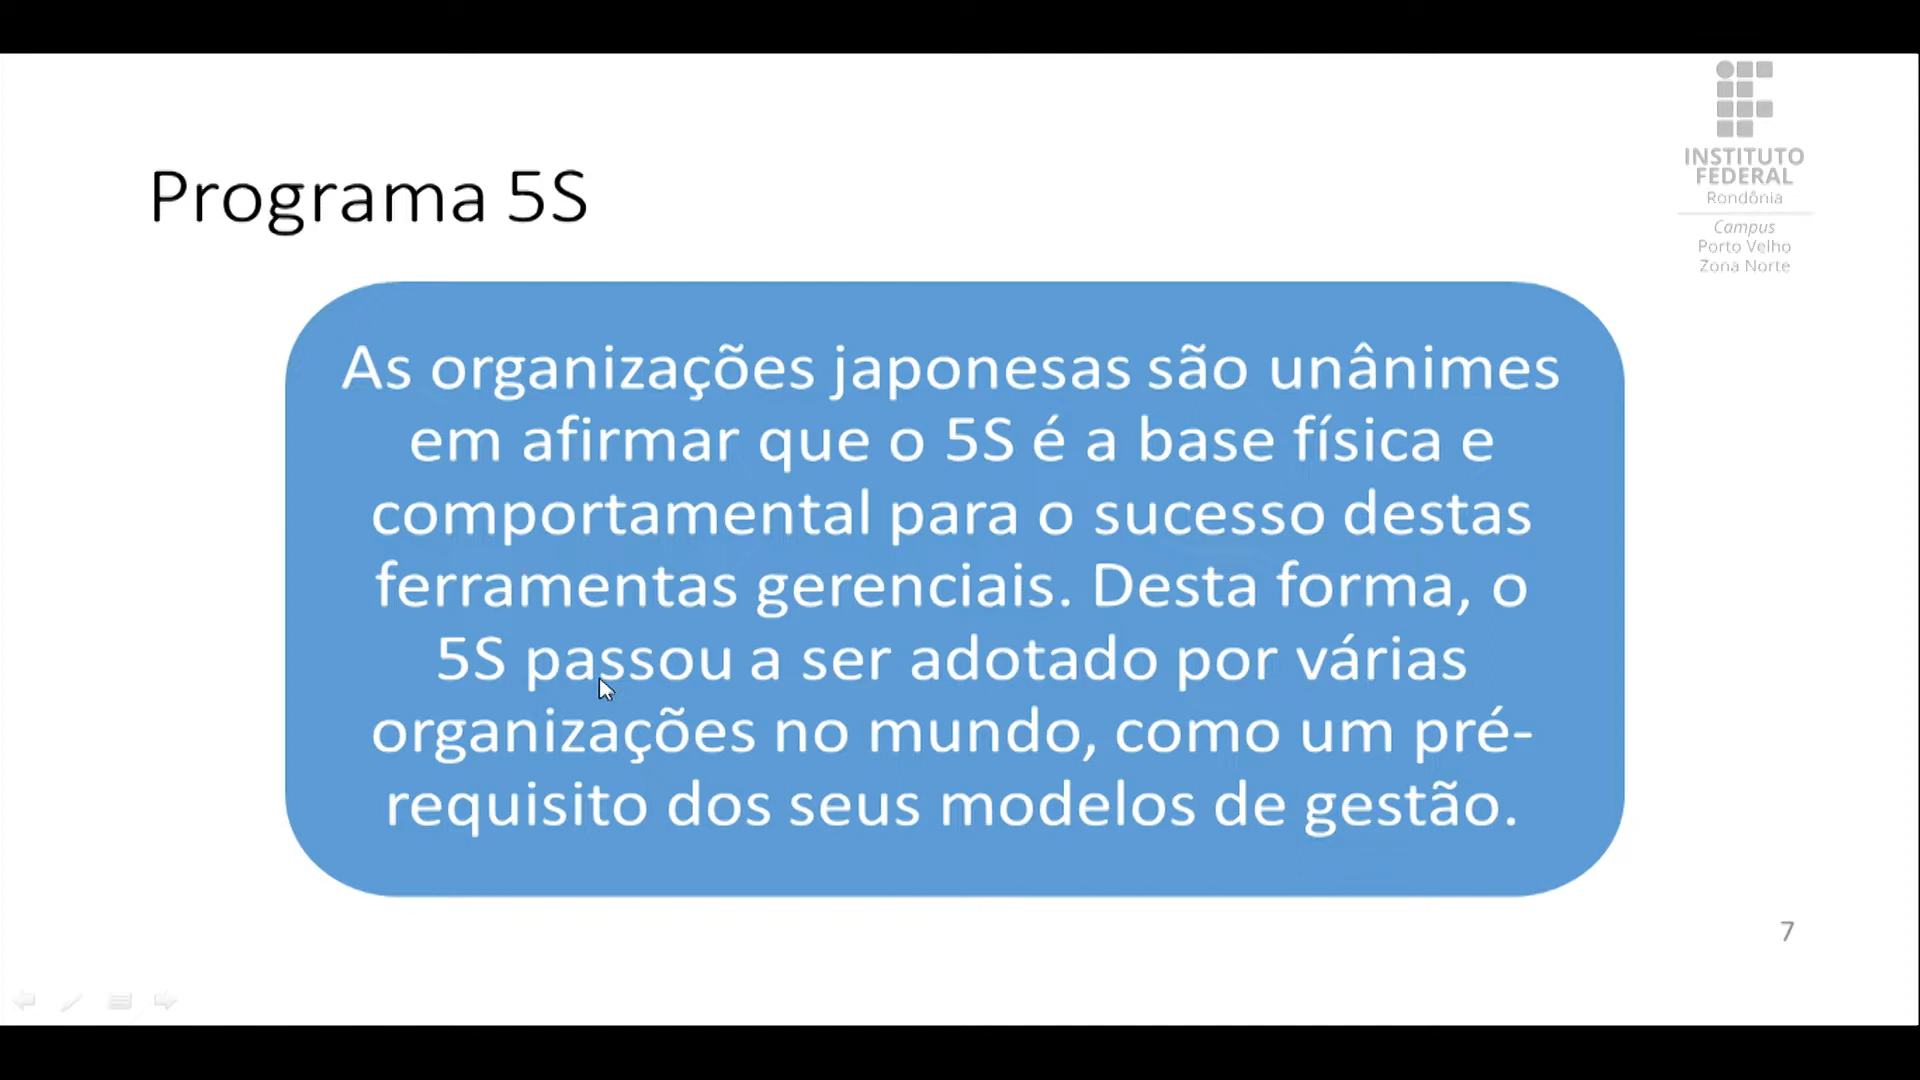 Programa 5S
INSTITUTO
FEDERAL
Rondônia
Campus
Porto Velho
Zona Norte
As organizações japonesas são unânimes
em afirmar que o 5S é a base física e
comportamental para o sucesso destas
ferramentas gerenciais. Desta forma, o
5S passou a ser adotado por várias
organizações no mundo, como um pré-
requisito dos seus modelos de gestão.
7